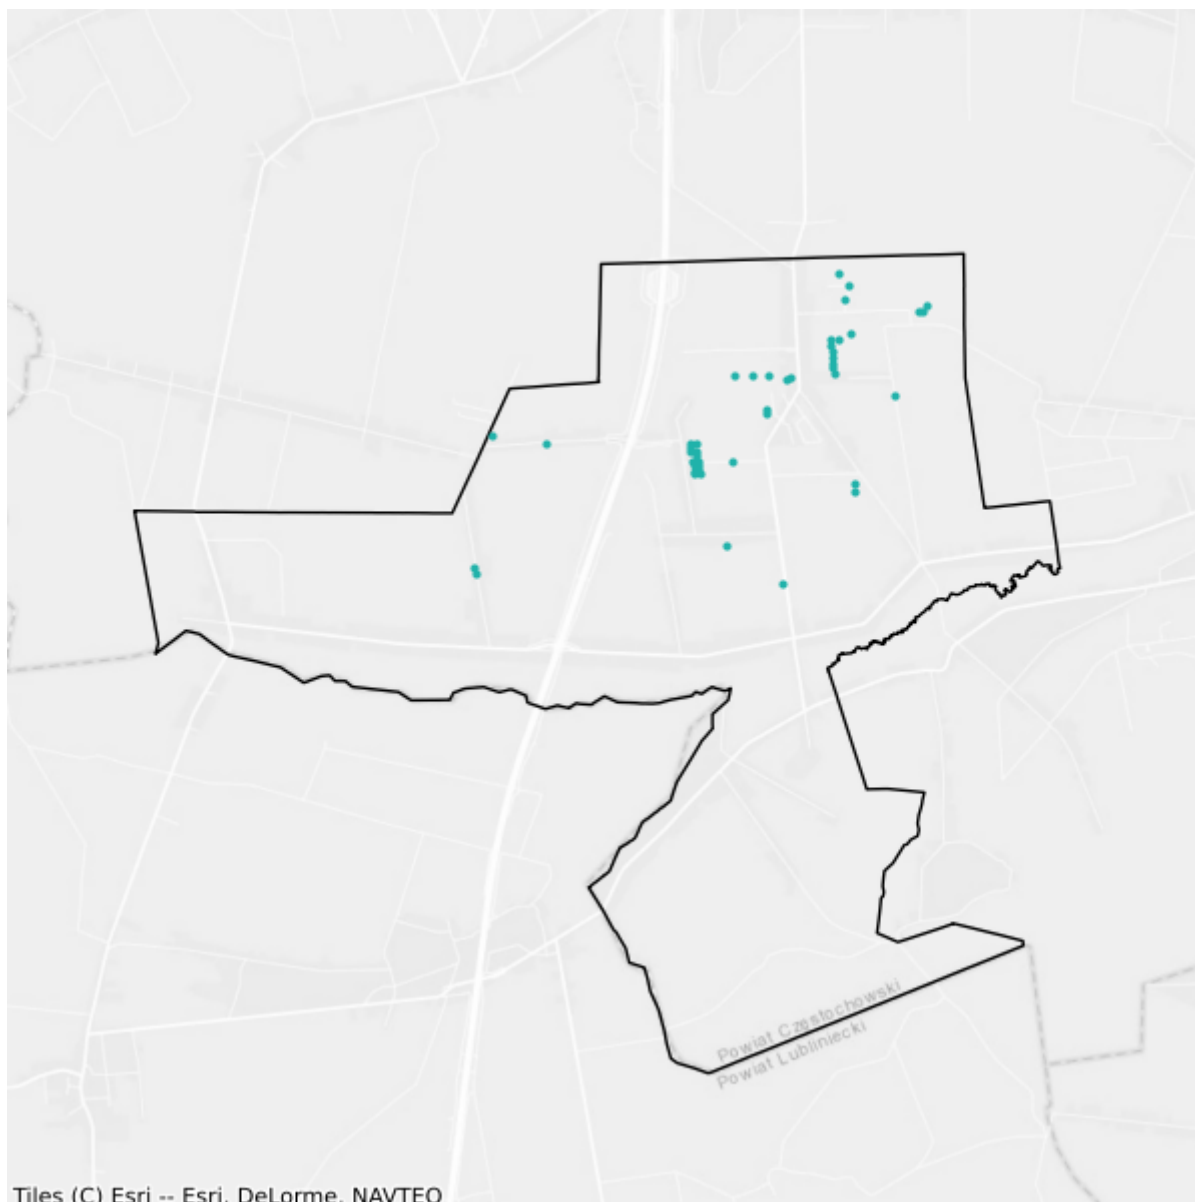 Powiat Częstochowski
Powiat Lubliniecki
Tiles (C) Esri -- Esri, DeLorme, NAVTEQ